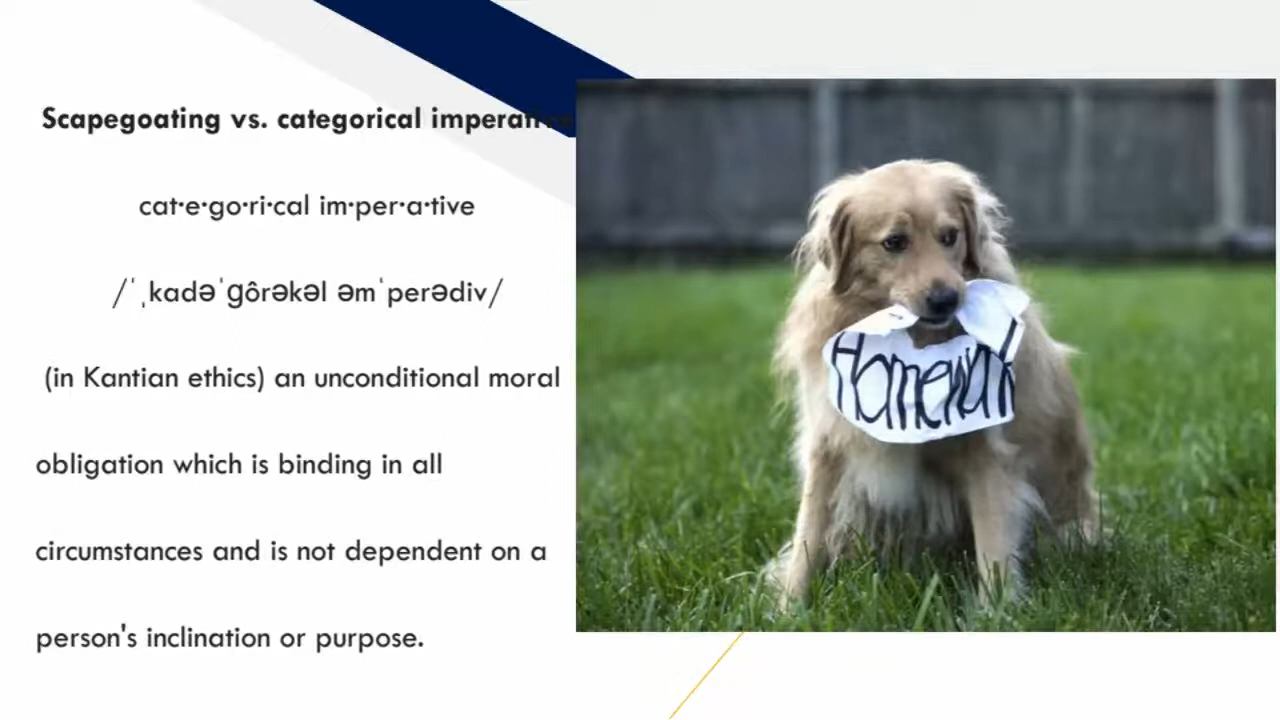 Scapegoating vs. categorical imperative
cat·e·go·ri·cal im·per·a·tive
/ˈˌkadəˈɡôrəkəl əmˈperədiv/
(in Kantian ethics) an unconditional moral
obligation which is binding in all
circumstances and is not dependent on a
person's inclination or purpose.
Homework